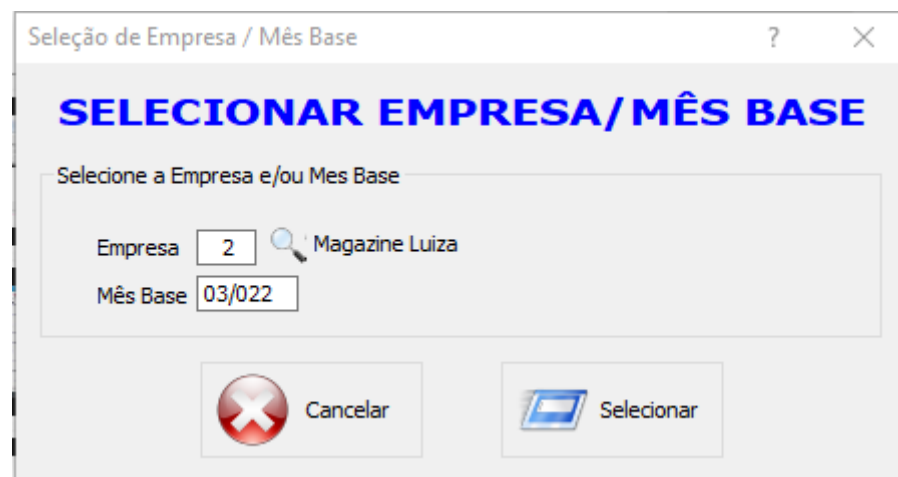 Seleção de Empresa / Mês Base ?
SELECIONAR EMPRESA/MÊS BASE
Selecione a Empresa e/ou Mes Base
Empresa 2 Magazine Luiza
Mês Base 03/022
Cancelar Selecionar